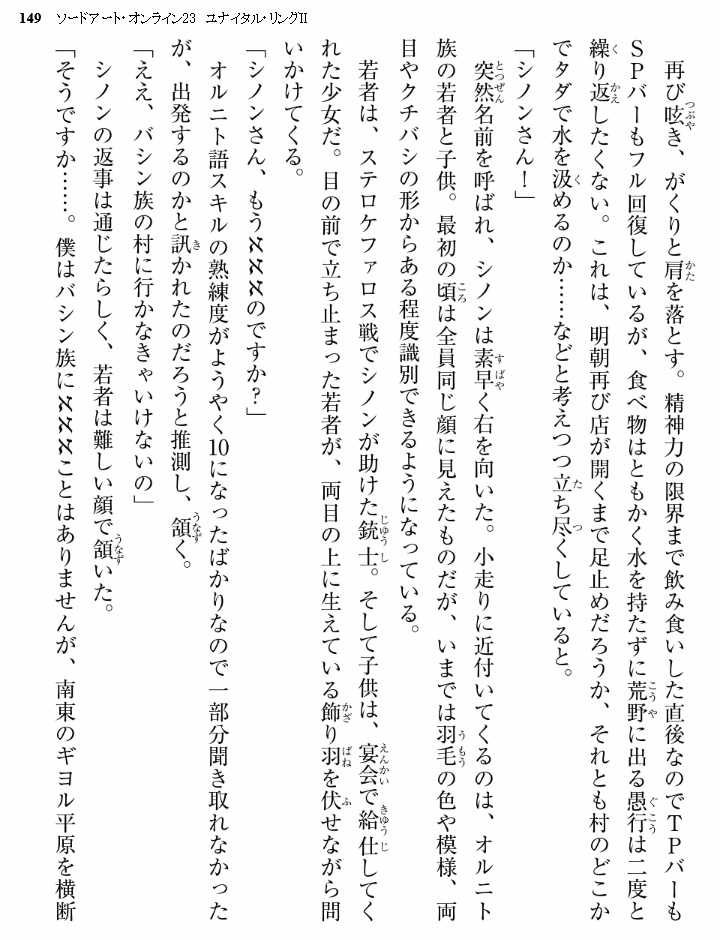 149 ソードアート・オンライン23 ユナイタル・リングⅡ
再び呟き、がくりと肩を落とす。精神力の限界まで飲み食いした直後なのでＴＰバーも
ＳＰバーもフル回復しているが、食べ物はともかく水を持たずに荒野に出る愚行は二度と
繰り返したくない。これは、明朝再び店が開くまで足止めだろうか、それとも村のどこか
でタダで水を汲めるのか……などと考えつつ立ち尽くしていると。
「シノンさん！」
突然名前を呼ばれ、シノンは素早く右を向いた。小走りに近付いてくるのは、オルニト
族の若者と子供。最初の頃は全員同じ顔に見えたものだが、いまでは羽毛の色や模様、両
目やクチバシの形からある程度識別できるようになっている。
若者は、ステロケファロス戦でシノンが助けた銃士。そして子供は、宴会で給仕してく
れた少女だ。目の前で立ち止まった若者が、両目の上に生えている飾り羽を伏せながら問
いかけてくる。
「シノンさん、もうℵℵℵのですか？」
オルニト語スキルの熟練度がようやく10になったばかりなので一部分聞き取れなかった
が、出発するのかと訊かれたのだろうと推測し、頷く。
「ええ、バシン族の村に行かなきゃいけないの」
シノンの返事は通じたらしく、若者は難しい顔で頷いた。
「そうですか……。僕はバシン族にℵℵℵことはありませんが、南東のギヨル平原を横断